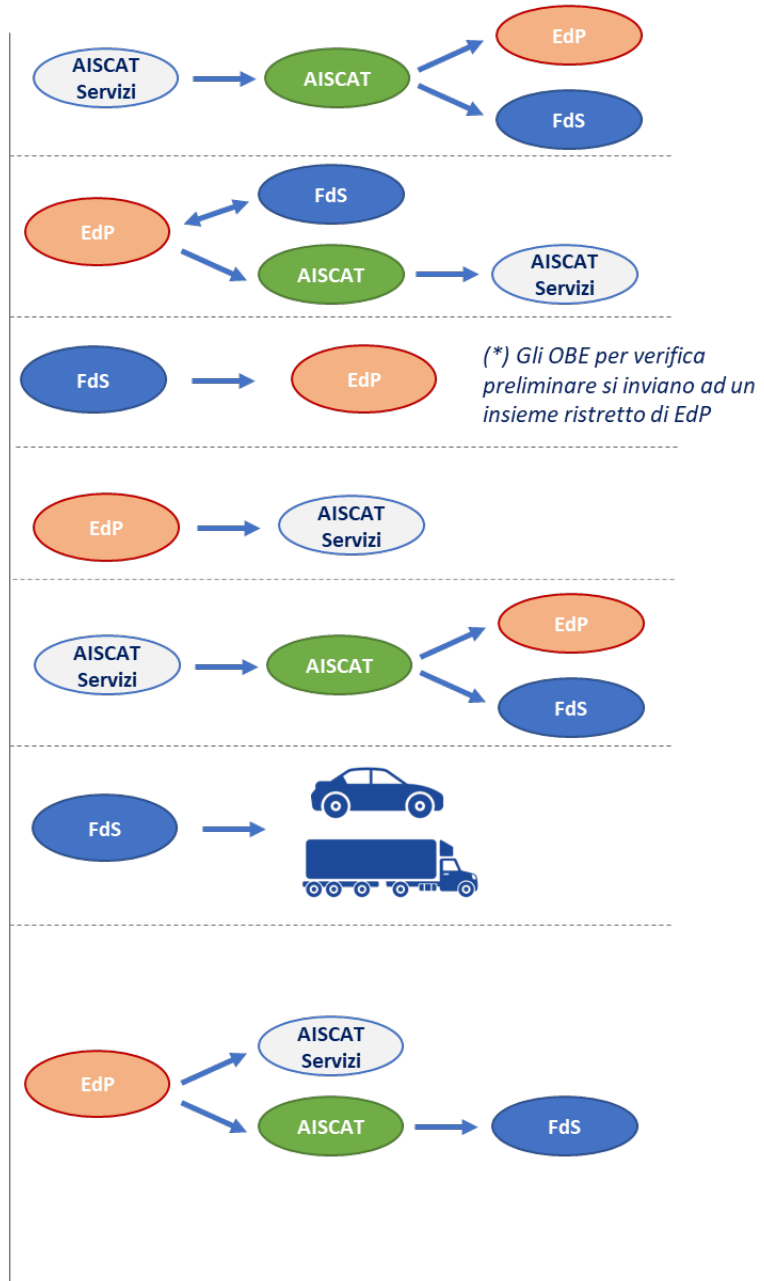 AISCAT
Servizi
AISCAT
EdP
FdS
EdP
FdS
AISCAT
AISCAT
Servizi
FdS
EdP
(*) Gli OBE per verifica
preliminare si inviano ad un
insieme ristretto di EdP
EdP
AISCAT
Servizi
AISCAT
Servizi
AISCAT
EdP
FdS
FdS
EdP
AISCAT
Servizi
AISCAT
FdS